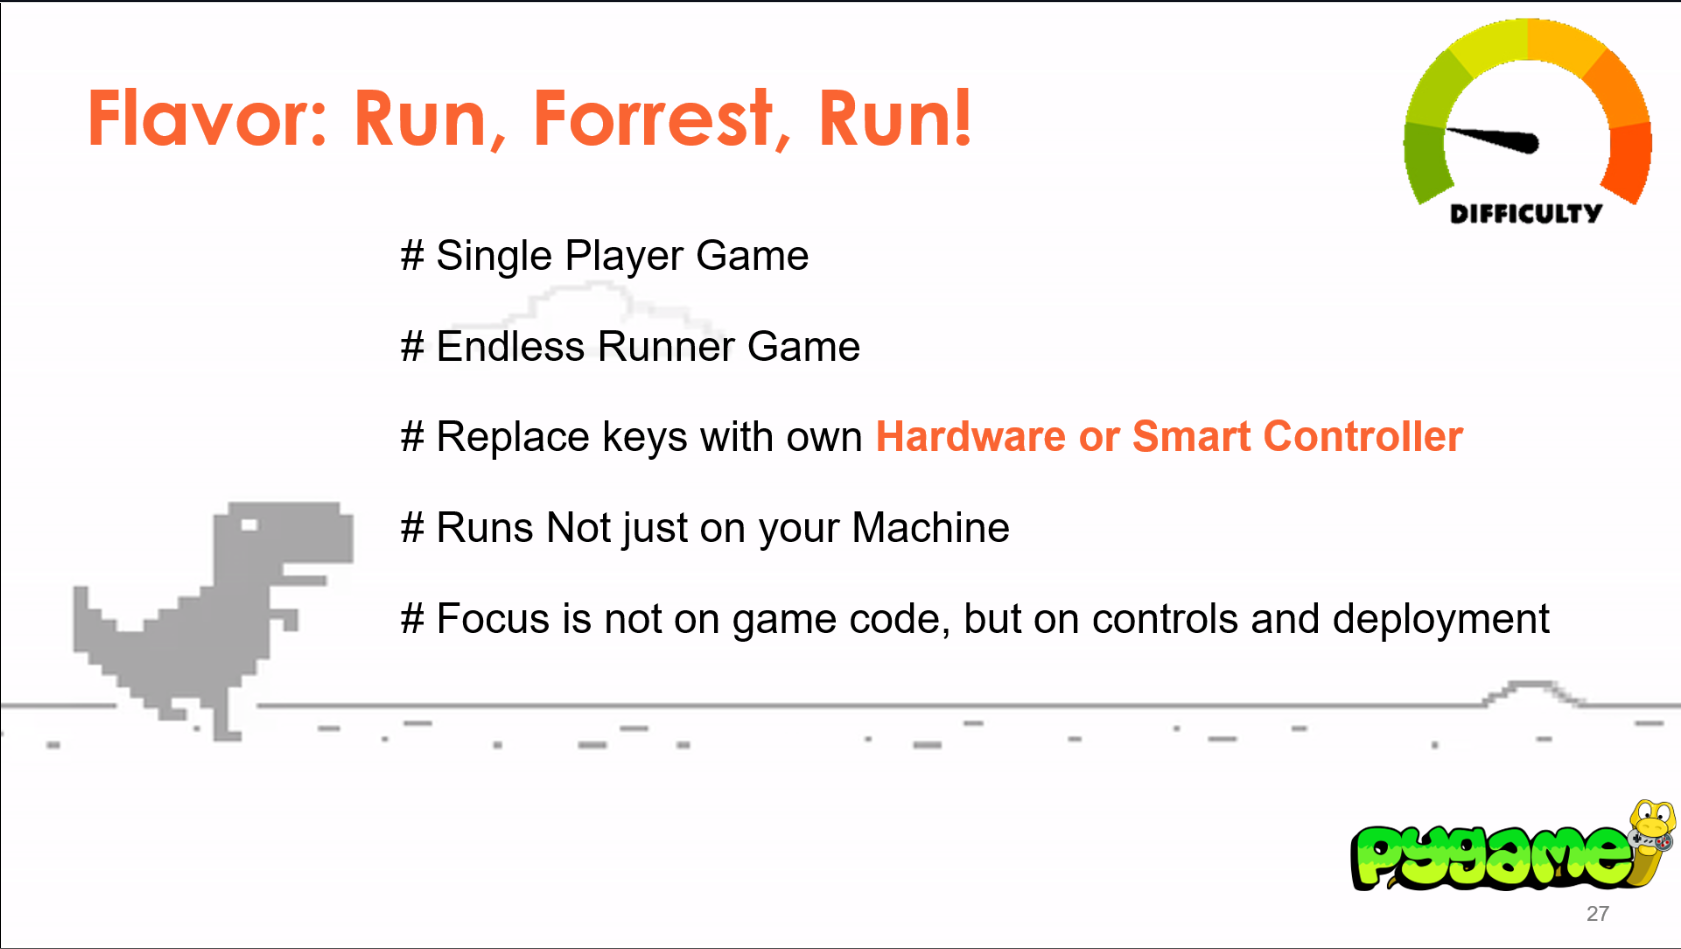 Flavor: Run, Forrest, Run!
DIFFICULTY
# Single Player Game
# Endless Runner Game
# Replace keys with own Hardware or Smart Controller
# Runs Not just on your Machine
# Focus is not on game code, but on controls and deployment
pygame
27